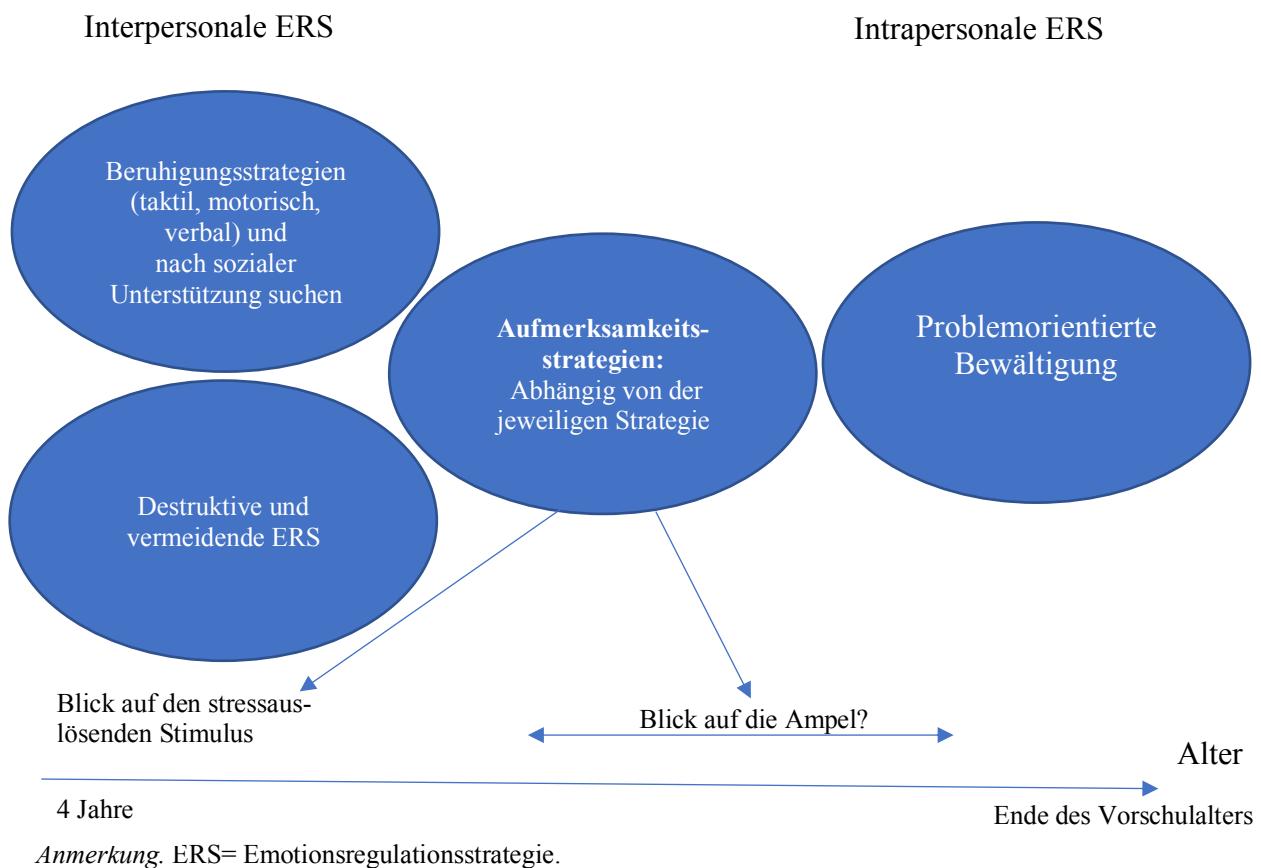 Interpersonale ERS
Intrapersonale ERS
Beruhigungsstrategien
(taktil, motorisch,
verbal) und
nach sozialer
Unterstützung suchen
Aufmerksamkeits-
strategien:
Abhängig von der
jeweiligen Strategie
Problemorientierte
Bewältigung
Destruktive und
vermeidende ERS
Blick auf den stressaus-
lösenden Stimulus
Blick auf die Ampel?
Alter
4 Jahre
Ende des Vorschulalters
Anmerkung. ERS= Emotionsregulationsstrategie.